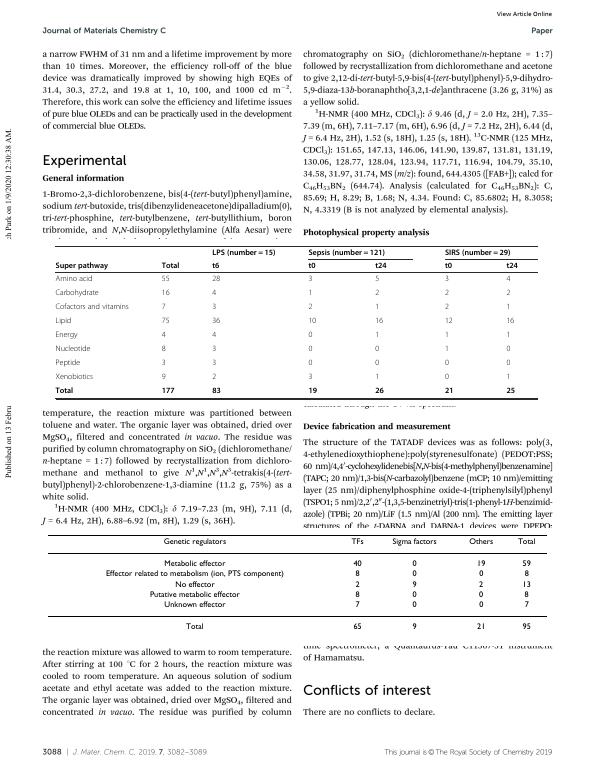 View Article Online
Journal of Materials Chemistry C
Paper
a narrow FWHM of 31 nm and a lifetime improvement by more
than 10 times. Moreover, the efficiency roll-off of the blue
device was dramatically improved by showing high EQEs of
31.4, 30.3, 27.2, and 19.8 at 1, 10, 100, and 1000 cd m⁻².
Therefore, this work can solve the efficiency and lifetime issues
of pure blue OLEDs and can be practically used in the development
of commercial blue OLEDs.
Experimental
General information
1-Bromo-2,3-dichlorobenzene, bis(4-(tert-butyl)phenyl)amine,
sodium tert-butoxide, tris(dibenzylideneacetone)dipalladium(0),
tri-tert-phosphine, tert-butylbenzene, tert-butyllithium, boron
tribromide, and N,N-diisopropylethylamine (Alfa Aesar) were
chromatography on SiO₂ (dichloromethane/n-heptane = 1:7)
followed by recrystallization from dichloromethane and acetone
to give 2,12-di-tert-butyl-5,9-bis(4-(tert-butyl)phenyl)-5,9-dihydro-
5,9-diaza-13b-boranaphtho[3,2,1-de]anthracene (3.26 g, 31%) as
a yellow solid.
¹H-NMR (400 MHz, CDCl₃): δ 9.46 (d, J = 2.0 Hz, 2H), 7.35–
7.39 (m, 6H), 7.11–7.17 (m, 6H), 6.96 (d, J = 7.2 Hz, 2H), 6.44 (d,
J = 6.4 Hz, 2H), 1.52 (s, 18H), 1.25 (s, 18H). ¹³C-NMR (125 MHz,
CDCl₃): 151.65, 147.13, 146.06, 141.90, 139.87, 131.81, 131.19,
130.06, 128.77, 128.04, 123.94, 117.71, 116.94, 104.79, 35.10,
34.58, 31.97, 31.74, MS (m/z): found, 644.4305 ([FAB+]); calcd for
C₄₆H₅₃BN₂ (644.74). Analysis (calculated for C₄₆H₅₃BN₂): C,
85.69; H, 8.29; B, 1.68; N, 4.34. Found: C, 85.6802; H, 8.3058;
N, 4.3319 (B is not analyzed by elemental analysis).
Photophysical property analysis
LPS (number = 15) Sepsis (number = 121) SIRS (number = 29)
Super pathway Total t6 t0 t24 t0 t24
Amino acid 55 28 3 5 3 4
Carbohydrate 16 4 1 2 2 2
Cofactors and vitamins 7 3 2 1 2 1
Lipid 75 36 10 16 12 16
Energy 4 4 0 1 1 1
Nucleotide 8 3 0 0 1 0
Peptide 3 3 0 0 0 0
Xenobiotics 9 2 3 1 0 1
Total 177 83 19 26 21 25
temperature, the reaction mixture was partitioned between
toluene and water. The organic layer was obtained, dried over
MgSO₄, filtered and concentrated in vacuo. The residue was
purified by column chromatography on SiO₂ (dichloromethane/
n-heptane = 1:7) followed by recrystallization from dichloro-
methane and methanol to give N¹,N¹,N³,N³-tetrakis(4-(tert-
butyl)phenyl)-2-chlorobenzene-1,3-diamine (11.2 g, 75%) as a
white solid.
¹H-NMR (400 MHz, CDCl₃): δ 7.19–7.23 (m, 9H), 7.11 (d,
J = 6.4 Hz, 2H), 6.88–6.92 (m, 8H), 1.29 (s, 36H).
Device fabrication and measurement
The structure of the TATADF devices was as follows: poly(3,
4-ethylenedioxythiophene):poly(styrenesulfonate) (PEDOT:PSS;
60 nm)/4,4′-cyclohexylidenebis[N,N-bis(4-methylphenyl)benzenamine]
(TAPC; 20 nm)/1,3-bis(N-carbazolyl)benzene (mCP; 10 nm)/emitting
layer (25 nm)/diphenylphosphine oxide-4-(triphenylsilyl)phenyl
(TSPO1; 5 nm)/2,2′,2″-(1,3,5-benzinetriyl)-tris(1-phenyl-1H-benzimid-
azole) (TPBi; 20 nm)/LiF (1.5 nm)/Al (200 nm). The emitting layer
structures of the t-DABNA and DABNA-1 devices were DPEPO:
Genetic regulators TFs Sigma factors Others Total
Metabolic effector 40 0 19 59
Effector related to metabolism (ion, PTS component) 8 0 0 8
No effector 2 9 2 13
Putative metabolic effector 8 0 0 8
Unknown effector 7 0 0 7
Total 65 9 21 95
the reaction mixture was allowed to warm to room temperature.
After stirring at 100 °C for 2 hours, the reaction mixture was
cooled to room temperature. An aqueous solution of sodium
acetate and ethyl acetate was added to the reaction mixture.
The organic layer was obtained, dried over MgSO₄, filtered and
concentrated in vacuo. The residue was purified by column
time spectrometer, a Quantaurus-Tau C11367-31 instrument
of Hamamatsu.
Conflicts of interest
There are no conflicts to declare.
3088 | J. Mater. Chem. C, 2019, 7, 3082–3089
This journal is © The Royal Society of Chemistry 2019
Published on 13 Febru
ch Park on 1/9/2020 12:30:38 AM.